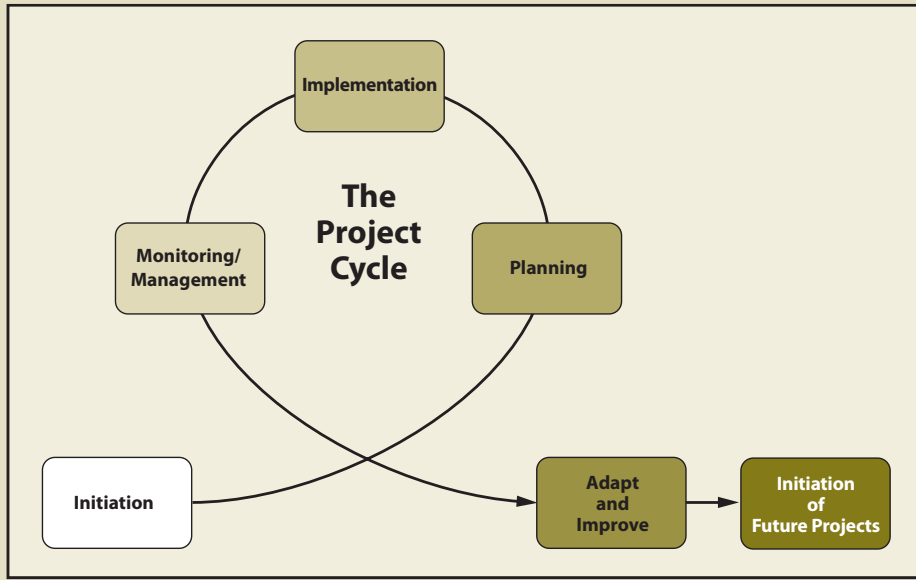 Implementation
The
Project
Cycle
Monitoring/
Management
Planning
Initiation
Adapt
and
Improve
Initiation
of
Future Projects